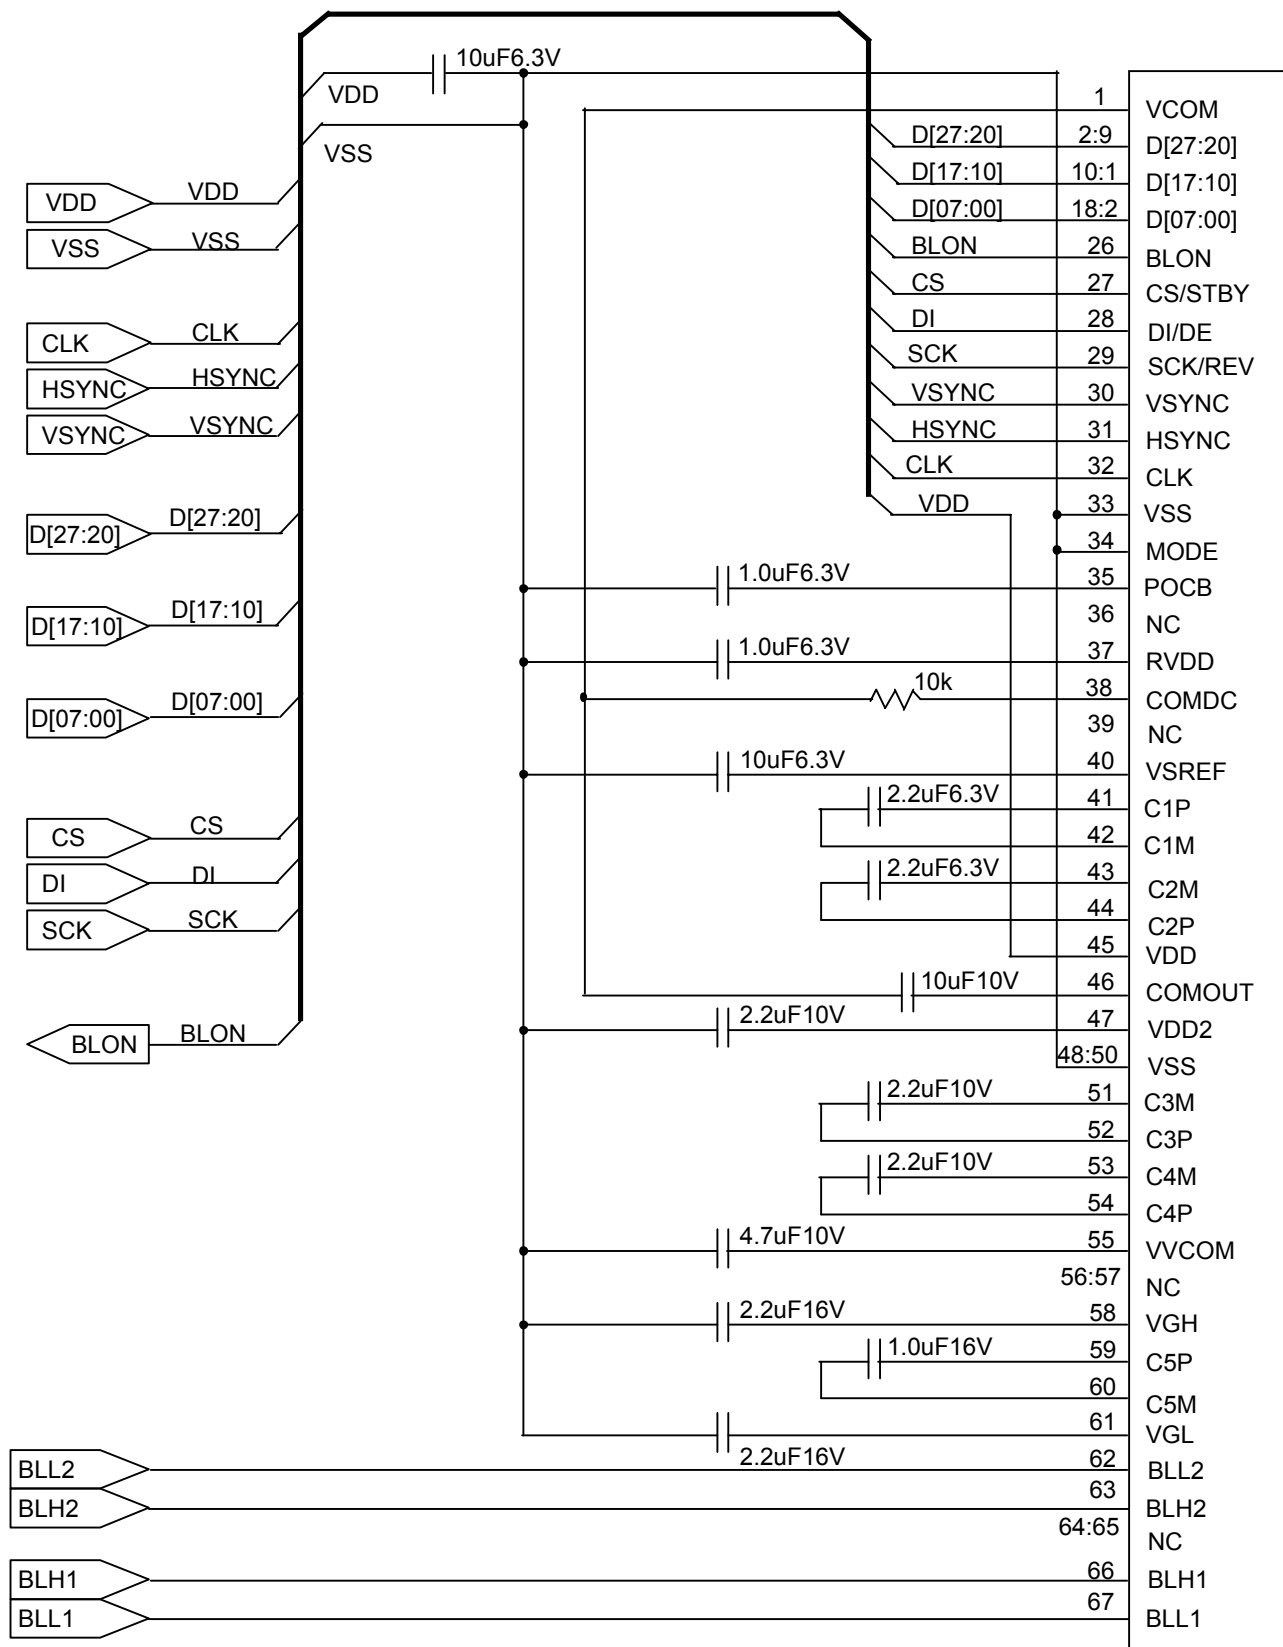 10uF6.3V
VDD
VSS
VDD VDD
VSS VSS
CLK CLK
HSYNC HSYNC
VSYNC VSYNC
D[27:20] D[27:20]
D[17:10] D[17:10]
D[07:00] D[07:00]
CS CS
DI DI
SCK SCK
BLON BLON
1 VCOM
D[27:20] 2:9 D[27:20]
D[17:10] 10:1 D[17:10]
D[07:00] 18:2 D[07:00]
BLON 26 BLON
CS 27 CS/STBY
DI 28 DI/DE
SCK 29 SCK/REV
VSYNC 30 VSYNC
HSYNC 31 HSYNC
CLK 32 CLK
VDD 33 VSS
34 MODE
1.0uF6.3V 35 POCB
36 NC
1.0uF6.3V 37 RVDD
10k 38 COMDC
39 NC
10uF6.3V 40 VSREF
2.2uF6.3V 41 C1P
42 C1M
2.2uF6.3V 43 C2M
44 C2P
45 VDD
10uF10V 46 COMOUT
2.2uF10V 47 VDD2
48:50 VSS
2.2uF10V 51 C3M
52 C3P
2.2uF10V 53 C4M
54 C4P
4.7uF10V 55 VVCOM
56:57 NC
2.2uF16V 58 VGH
1.0uF16V 59 C5P
60 C5M
61 VGL
2.2uF16V
BLL2 62 BLL2
BLH2 63 BLH2
64:65 NC
BLH1 66 BLH1
BLL1 67 BLL1